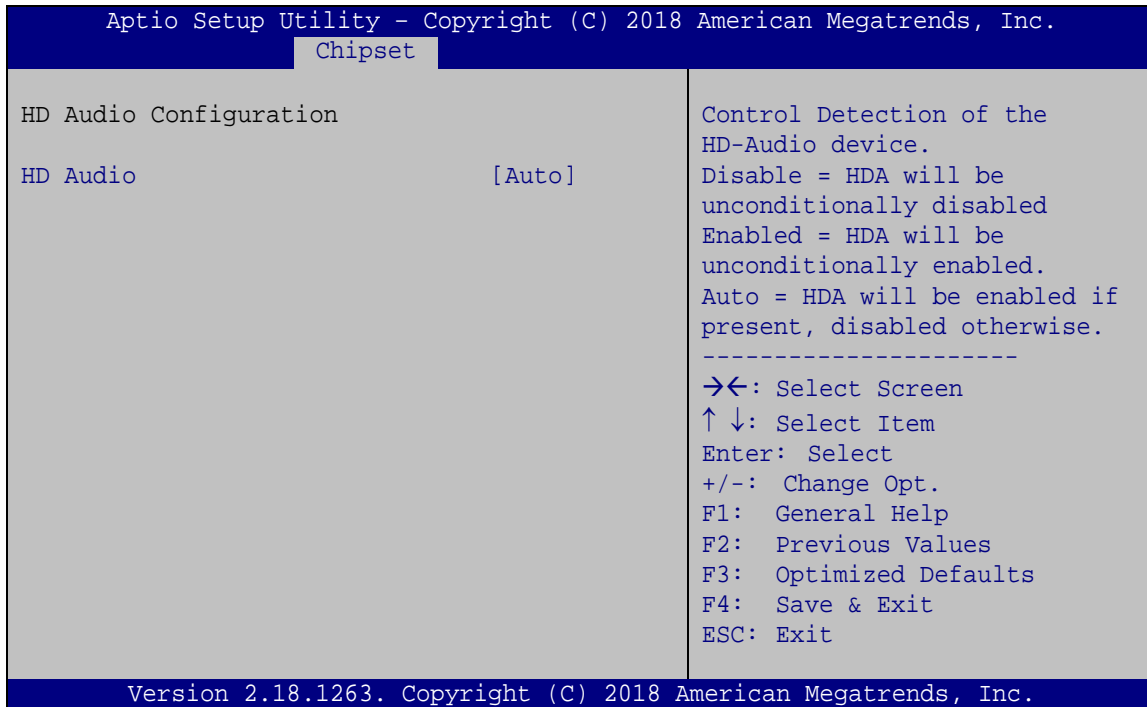 Aptio Setup Utility – Copyright (C) 2018 American Megatrends, Inc.
Chipset
HD Audio Configuration
HD Audio [Auto]
Control Detection of the
HD-Audio device.
Disable = HDA will be
unconditionally disabled
Enabled = HDA will be
unconditionally enabled.
Auto = HDA will be enabled if
present, disabled otherwise.
----------------------
→←: Select Screen
↑ ↓: Select Item
Enter: Select
+/-: Change Opt.
F1: General Help
F2: Previous Values
F3: Optimized Defaults
F4: Save & Exit
ESC: Exit
Version 2.18.1263. Copyright (C) 2018 American Megatrends, Inc.